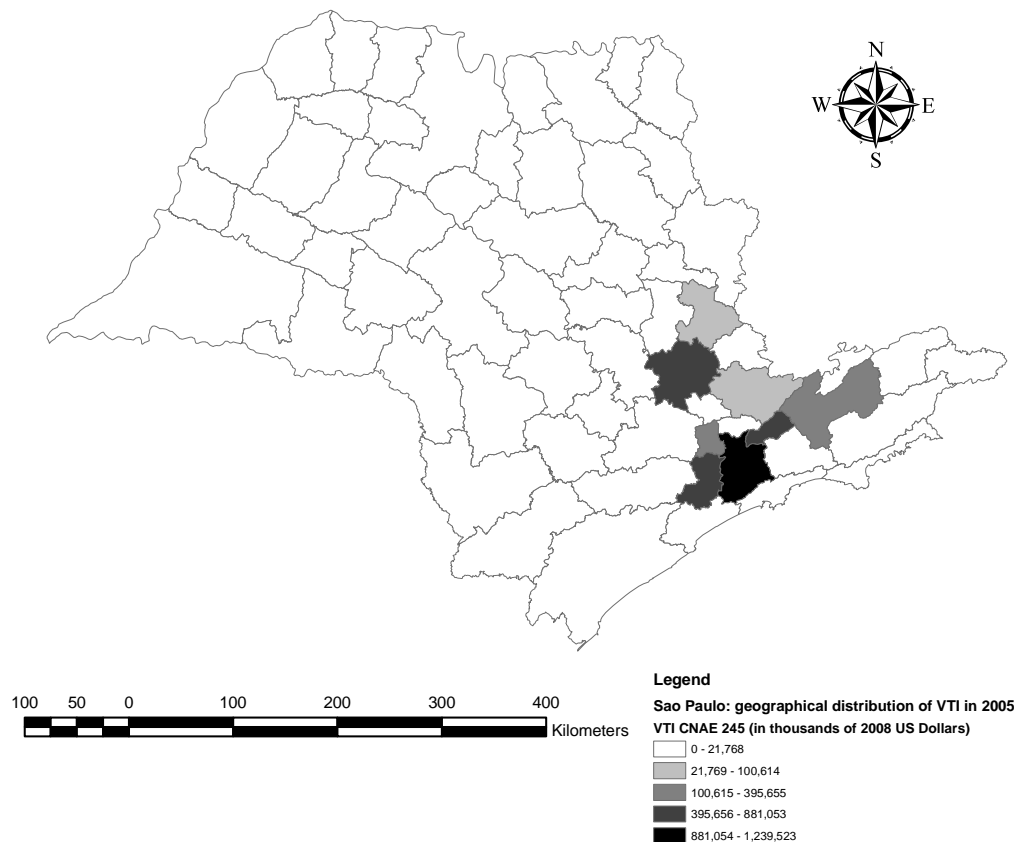 N
W E
S
100 50 0 100 200 300 400
Kilometers
Legend
Sao Paulo: geographical distribution of VTI in 2005
VTI CNAE 245 (in thousands of 2008 US Dollars)
0 - 21,768
21,769 - 100,614
100,615 - 395,655
395,656 - 881,053
881,054 - 1,239,523